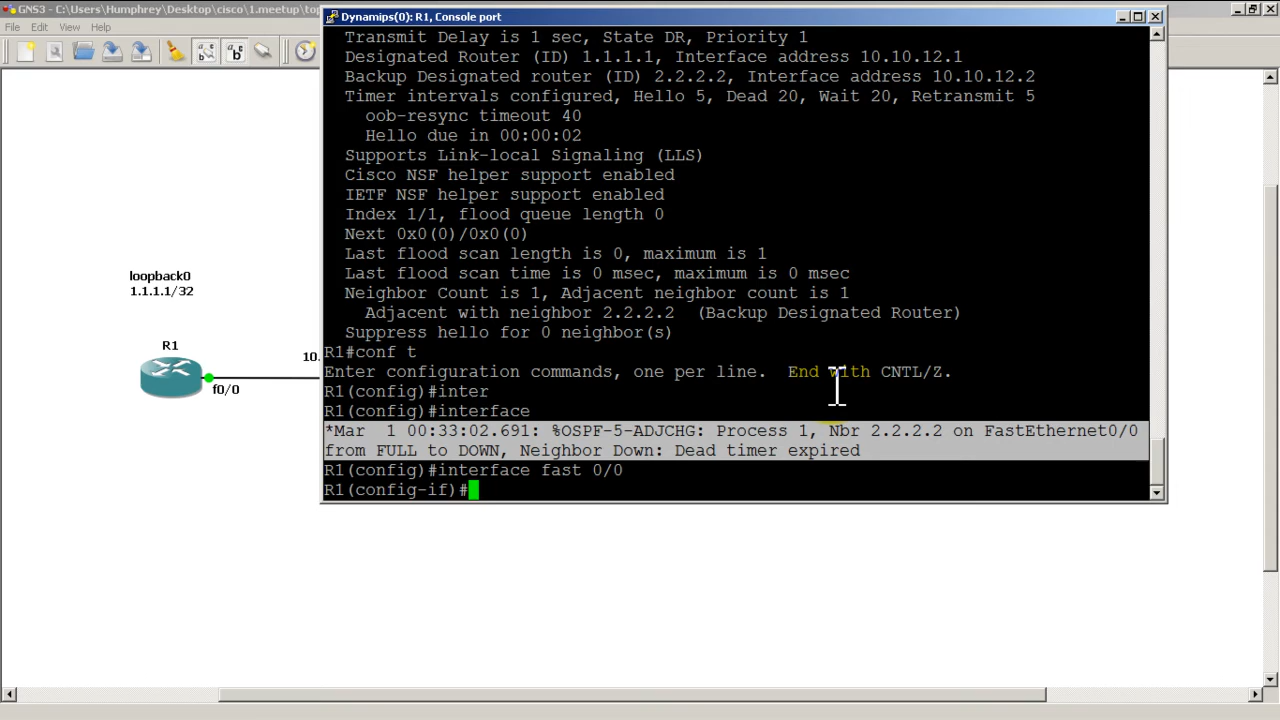 GNS3 - C:\Users\Humphrey\Desktop\cisco\1.meetup\top
Dynamips(0): R1, Console port
File Edit View Help
Transmit Delay is 1 sec, State DR, Priority 1
Designated Router (ID) 1.1.1.1, Interface address 10.10.12.1
Backup Designated router (ID) 2.2.2.2, Interface address 10.10.12.2
Timer intervals configured, Hello 5, Dead 20, Wait 20, Retransmit 5
oob-resync timeout 40
Hello due in 00:00:02
Supports Link-local Signaling (LLS)
Cisco NSF helper support enabled
IETF NSF helper support enabled
Index 1/1, flood queue length 0
Next 0x0(0)/0x0(0)
Last flood scan length is 0, maximum is 1
Last flood scan time is 0 msec, maximum is 0 msec
Neighbor Count is 1, Adjacent neighbor count is 1
Adjacent with neighbor 2.2.2.2 (Backup Designated Router)
Suppress hello for 0 neighbor(s)
R1#conf t
Enter configuration commands, one per line. End with CNTL/Z.
R1(config)#inter
R1(config)#interface
*Mar 1 00:33:02.691: %OSPF-5-ADJCHG: Process 1, Nbr 2.2.2.2 on FastEthernet0/0
from FULL to DOWN, Neighbor Down: Dead timer expired
R1(config)#interface fast 0/0
R1(config-if)#
loopback0
1.1.1.1/32
R1
10.
f0/0